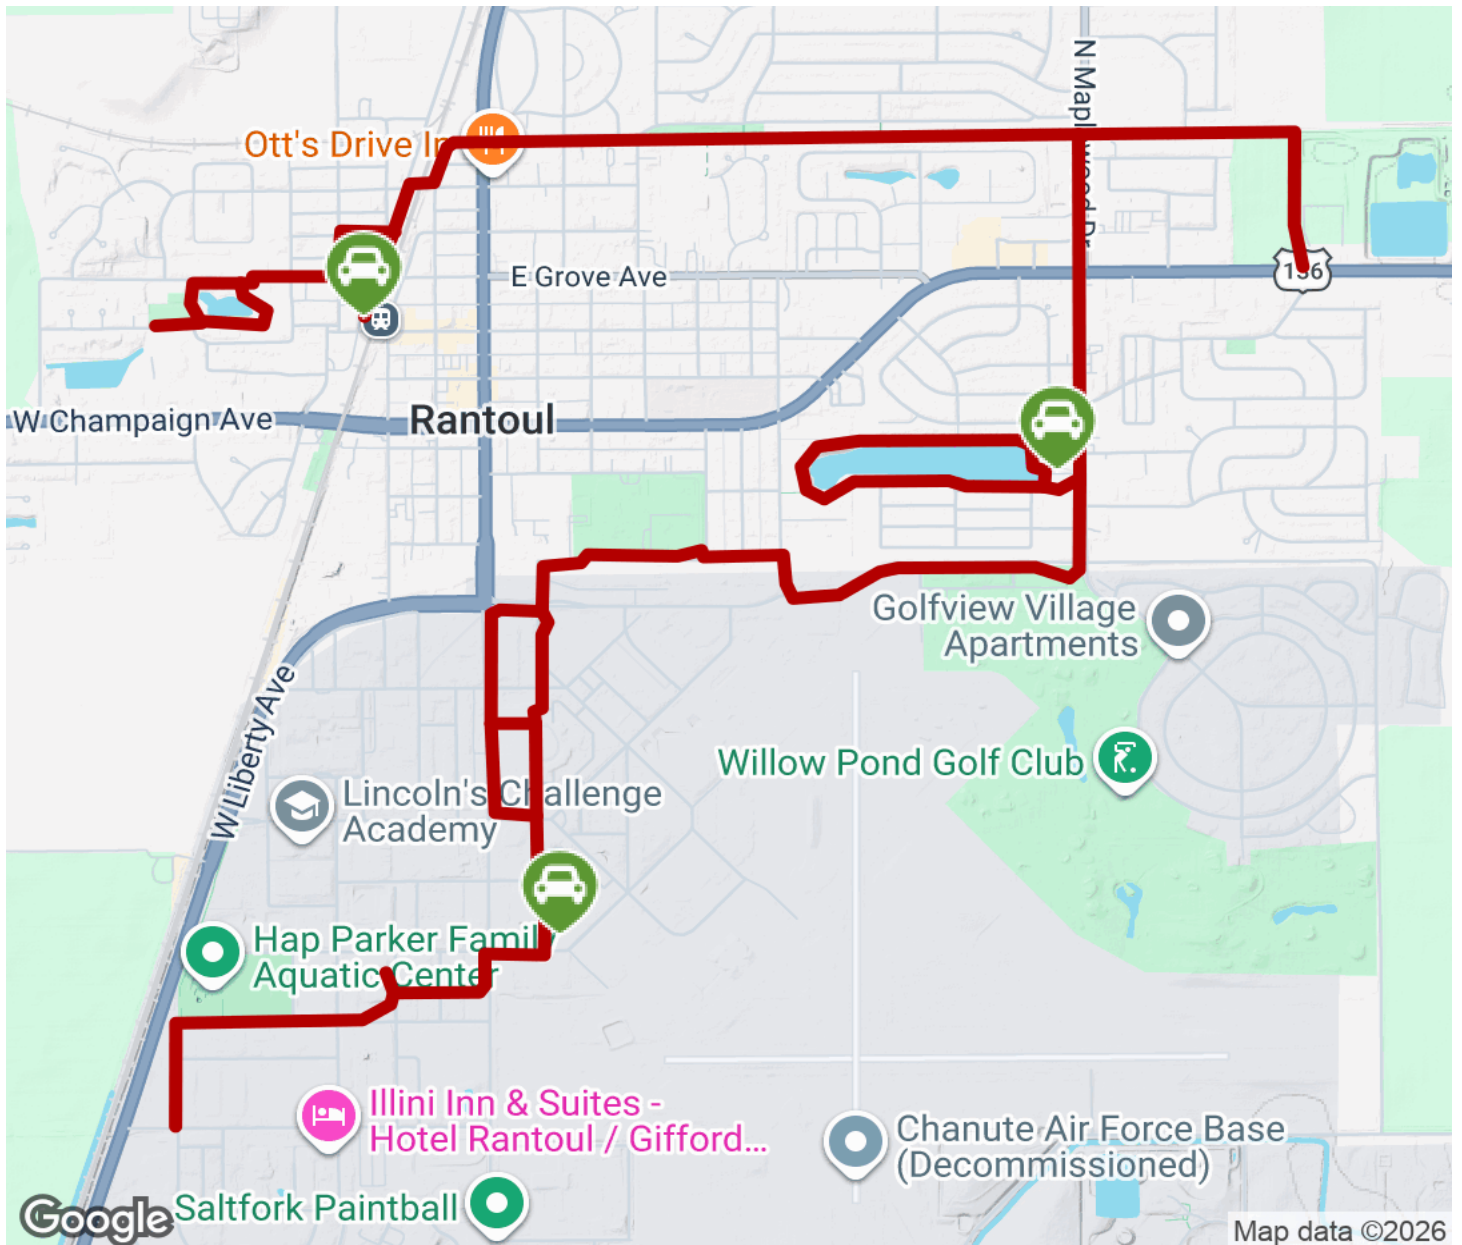 N Maplewood Dr
Ott's Drive In
E Grove Ave
136
W Champaign Ave
Rantoul
Golfview Village
Apartments
W Liberty Ave
Willow Pond Golf Club
Lincoln's Challenge
Academy
Hap Parker Family
Aquatic Center
Illini Inn & Suites -
Hotel Rantoul / Gifford...
Chanute Air Force Base
(Decommissioned)
Saltfork Paintball
Google
Map data ©2026